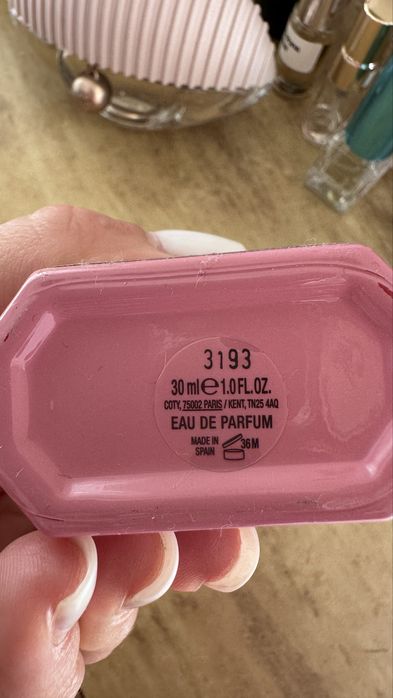 3193
30 ml ℮ 1.0 FL. OZ.
COTY, 75002 PARIS / KENT, TN25 4AQ
EAU DE PARFUM
MADE IN
SPAIN
36M